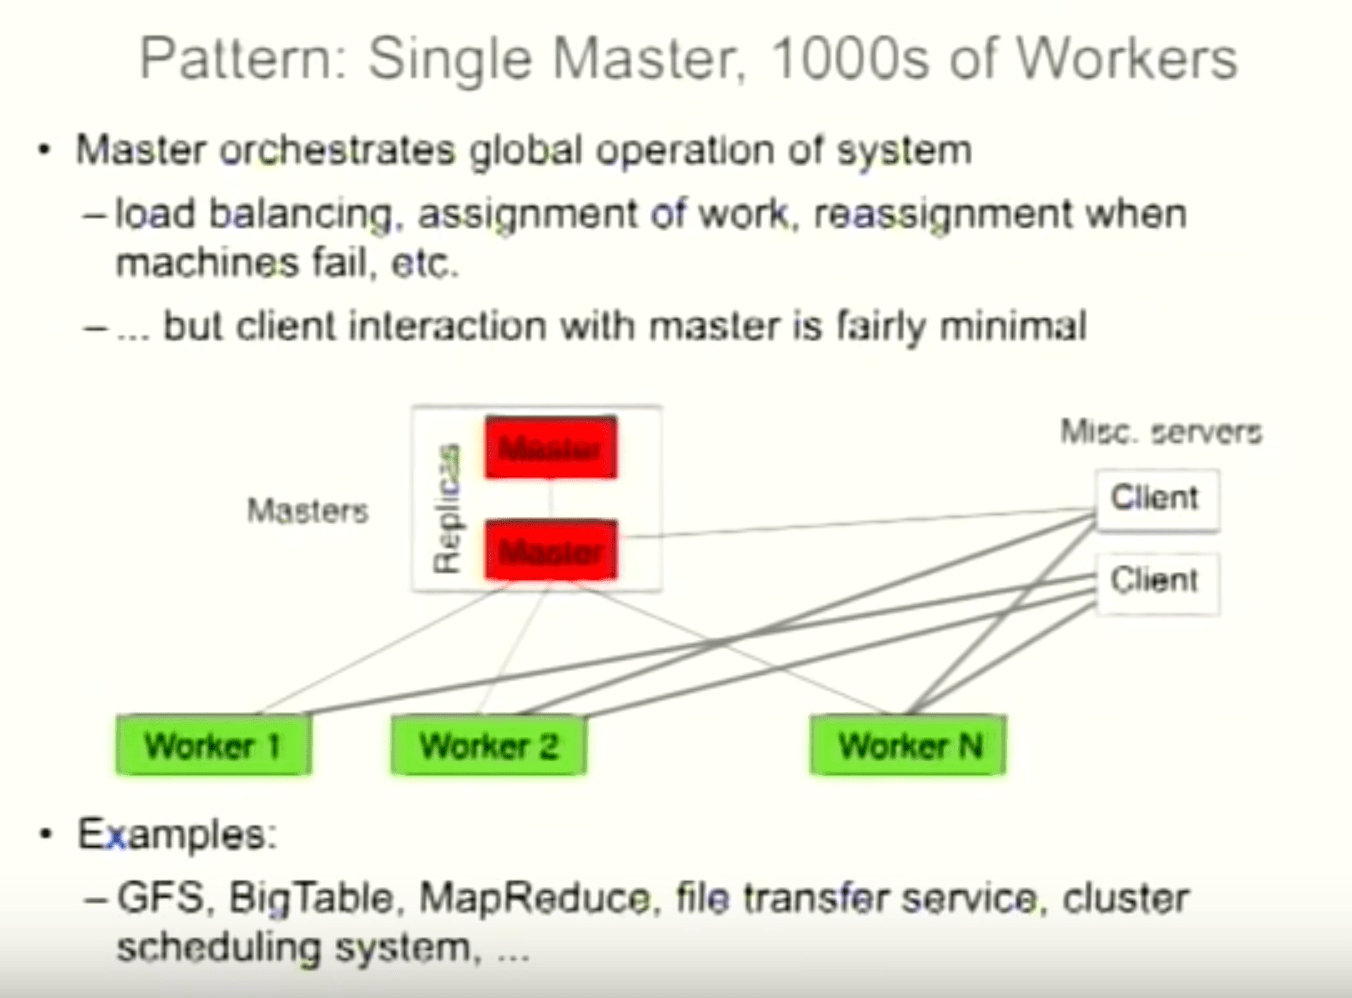 Pattern: Single Master, 1000s of Workers
• Master orchestrates global operation of system
– load balancing, assignment of work, reassignment when
machines fail, etc.
– ... but client interaction with master is fairly minimal
Misc. servers
Master
Replicas
Masters
Client
Master
Client
Worker 1
Worker 2
Worker N
• Examples:
– GFS, BigTable, MapReduce, file transfer service, cluster
scheduling system, ...